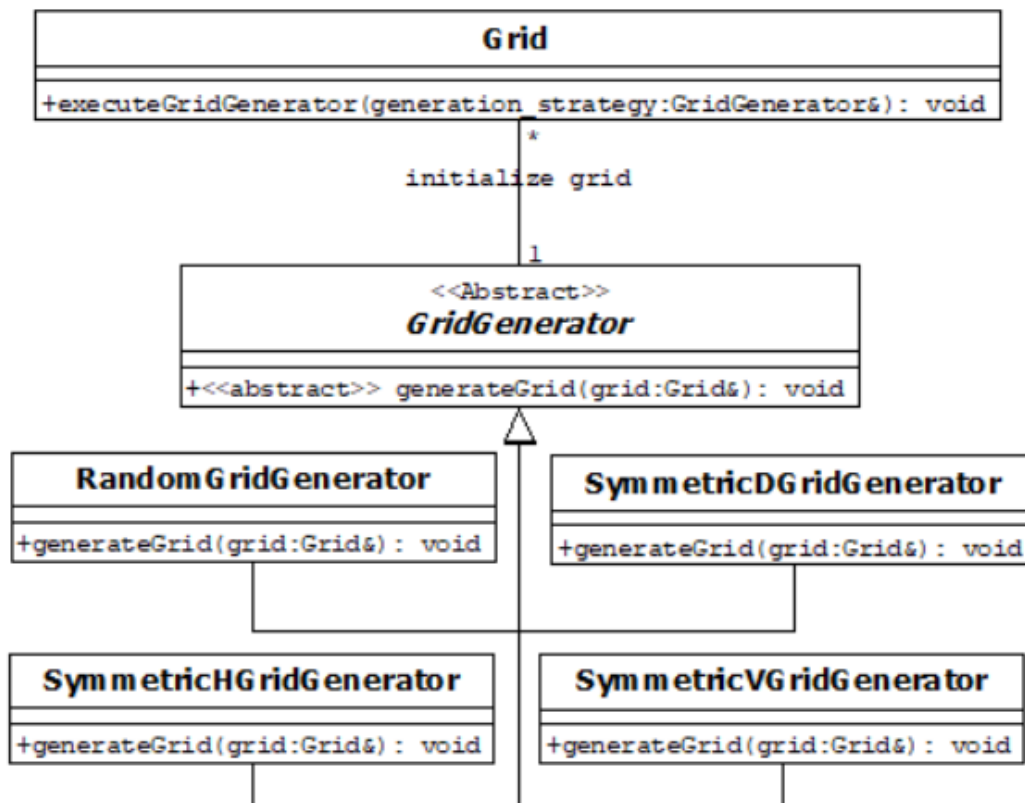 Grid
+executeGridGenerator(generation_strategy:GridGenerator&): void
*
initialize grid
1
<<Abstract>>
GridGenerator
+<<abstract>> generateGrid(grid:Grid&): void
RandomGridGenerator
+generateGrid(grid:Grid&): void
SymmetricDGridGenerator
+generateGrid(grid:Grid&): void
SymmetricHGridGenerator
+generateGrid(grid:Grid&): void
SymmetricVGridGenerator
+generateGrid(grid:Grid&): void